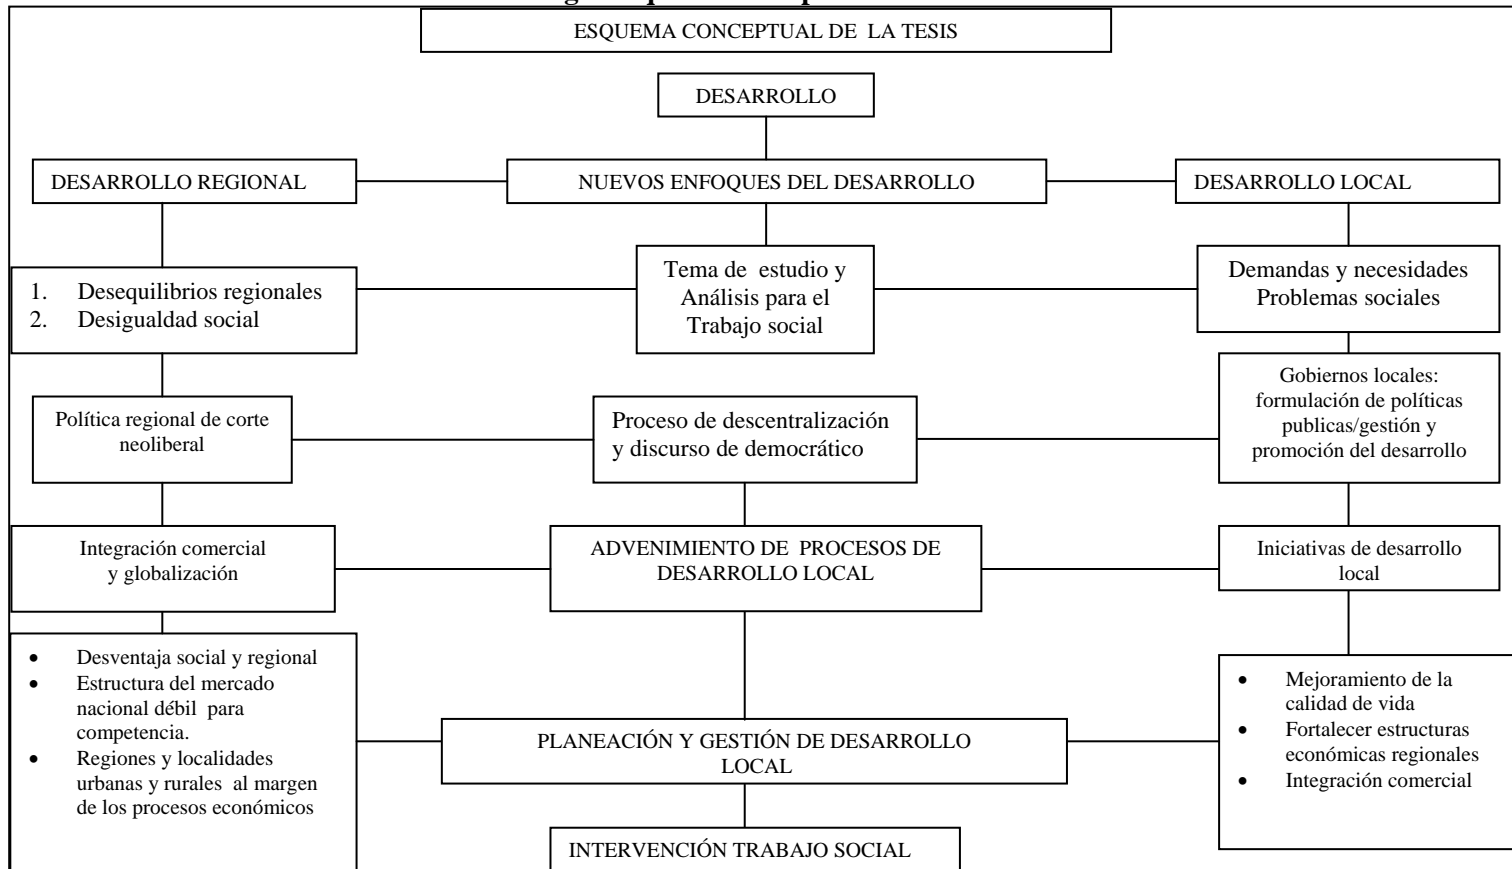 ESQUEMA CONCEPTUAL DE LA TESIS
DESARROLLO
DESARROLLO REGIONAL
NUEVOS ENFOQUES DEL DESARROLLO
DESARROLLO LOCAL
1. Desequilibrios regionales
2. Desigualdad social
Tema de estudio y
Análisis para el
Trabajo social
Demandas y necesidades
Problemas sociales
Política regional de corte
neoliberal
Proceso de descentralización
y discurso de democrático
Gobiernos locales:
formulación de políticas
publicas/gestión y
promoción del desarrollo
Integración comercial
y globalización
ADVENIMIENTO DE PROCESOS DE
DESARROLLO LOCAL
Iniciativas de desarrollo
local
• Desventaja social y regional
• Estructura del mercado
nacional débil para
competencia.
• Regiones y localidades
urbanas y rurales al margen
de los procesos económicos
PLANEACIÓN Y GESTIÓN DE DESARROLLO
LOCAL
• Mejoramiento de la
calidad de vida
• Fortalecer estructuras
económicas regionales
• Integración comercial
INTERVENCIÓN TRABAJO SOCIAL